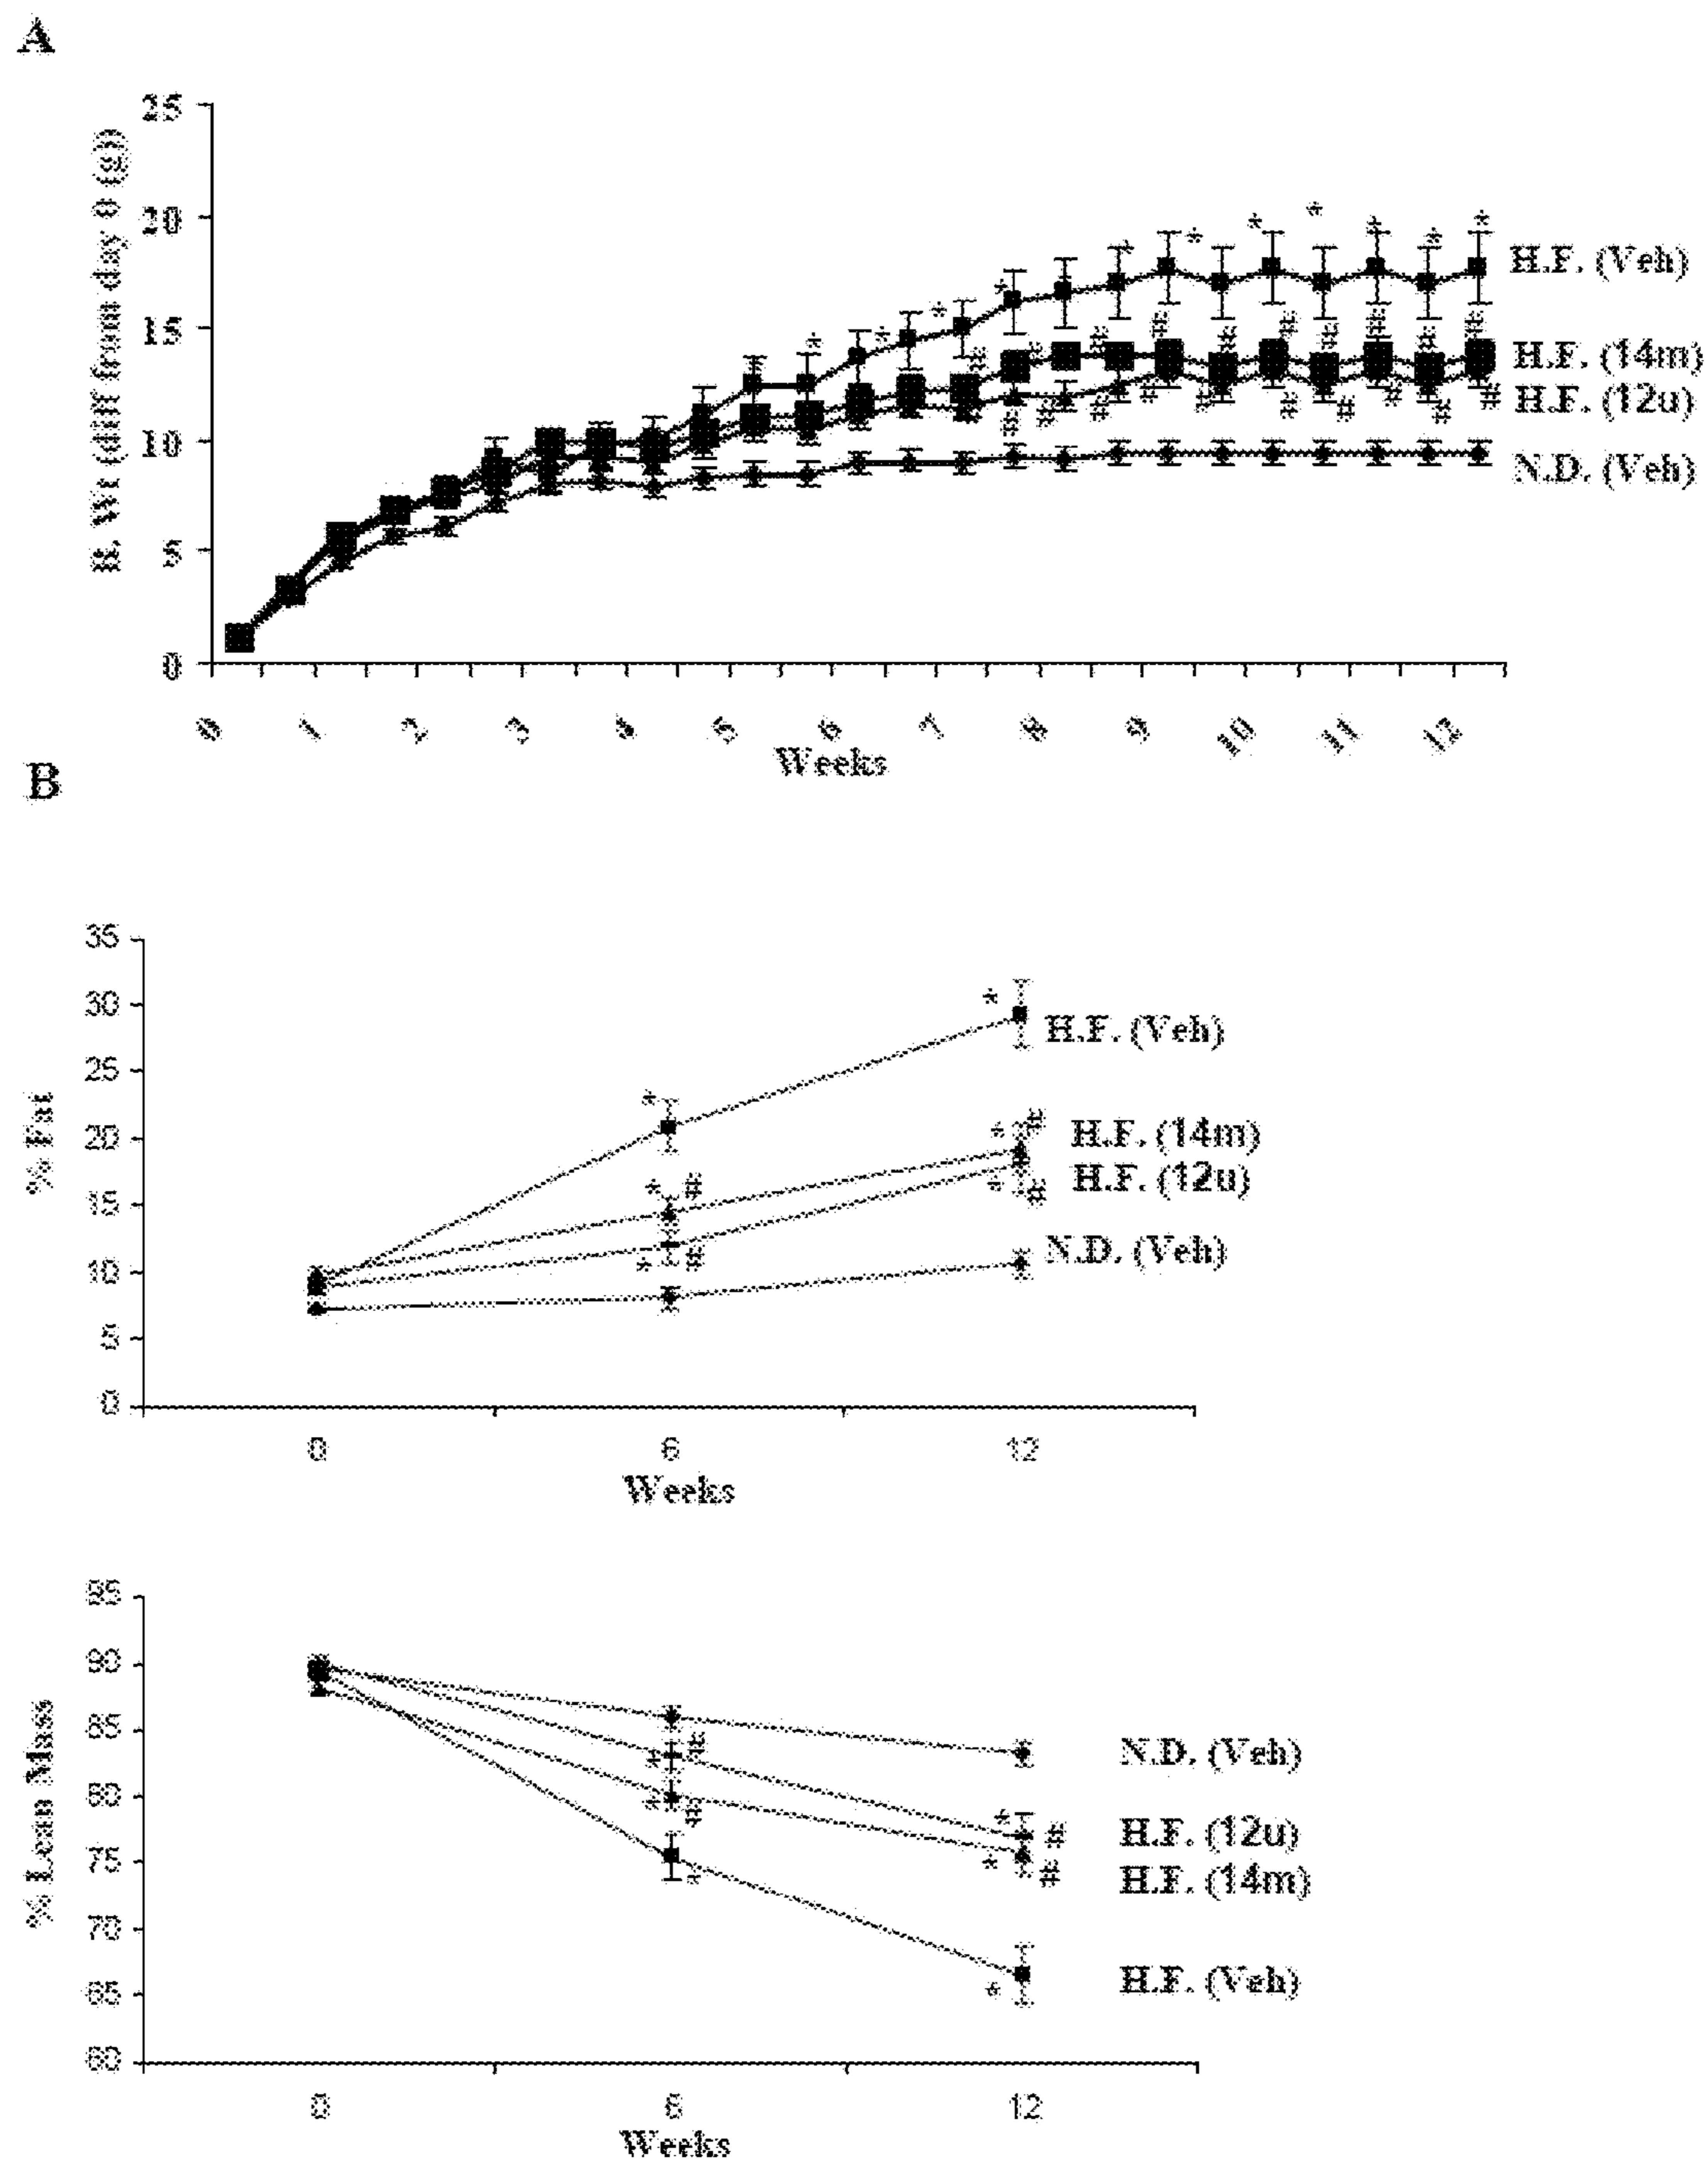 A
B. Wt (diff from day 0 (g))
25
20
15
10
5
0
* * * * * * * * * * * *
# # # # # # # # # # # #
H.F. (Veh)
H.F. (14m)
H.F. (12u)
N.D. (Veh)
0 1 2 3 4 5 6 7 8 9 10 11 12
Weeks
B
% Fat
35
30
25
20
15
10
5
0
* H.F. (Veh)
*
* # H.F. (14m)
* # H.F. (12u)
* #
* #
N.D. (Veh)
0 6 12
Weeks
% Lean Mass
95
90
85
80
75
70
65
60
N.D. (Veh)
* #
* #
* # H.F. (12u)
* # H.F. (14m)
*
* H.F. (Veh)
0 6 12
Weeks